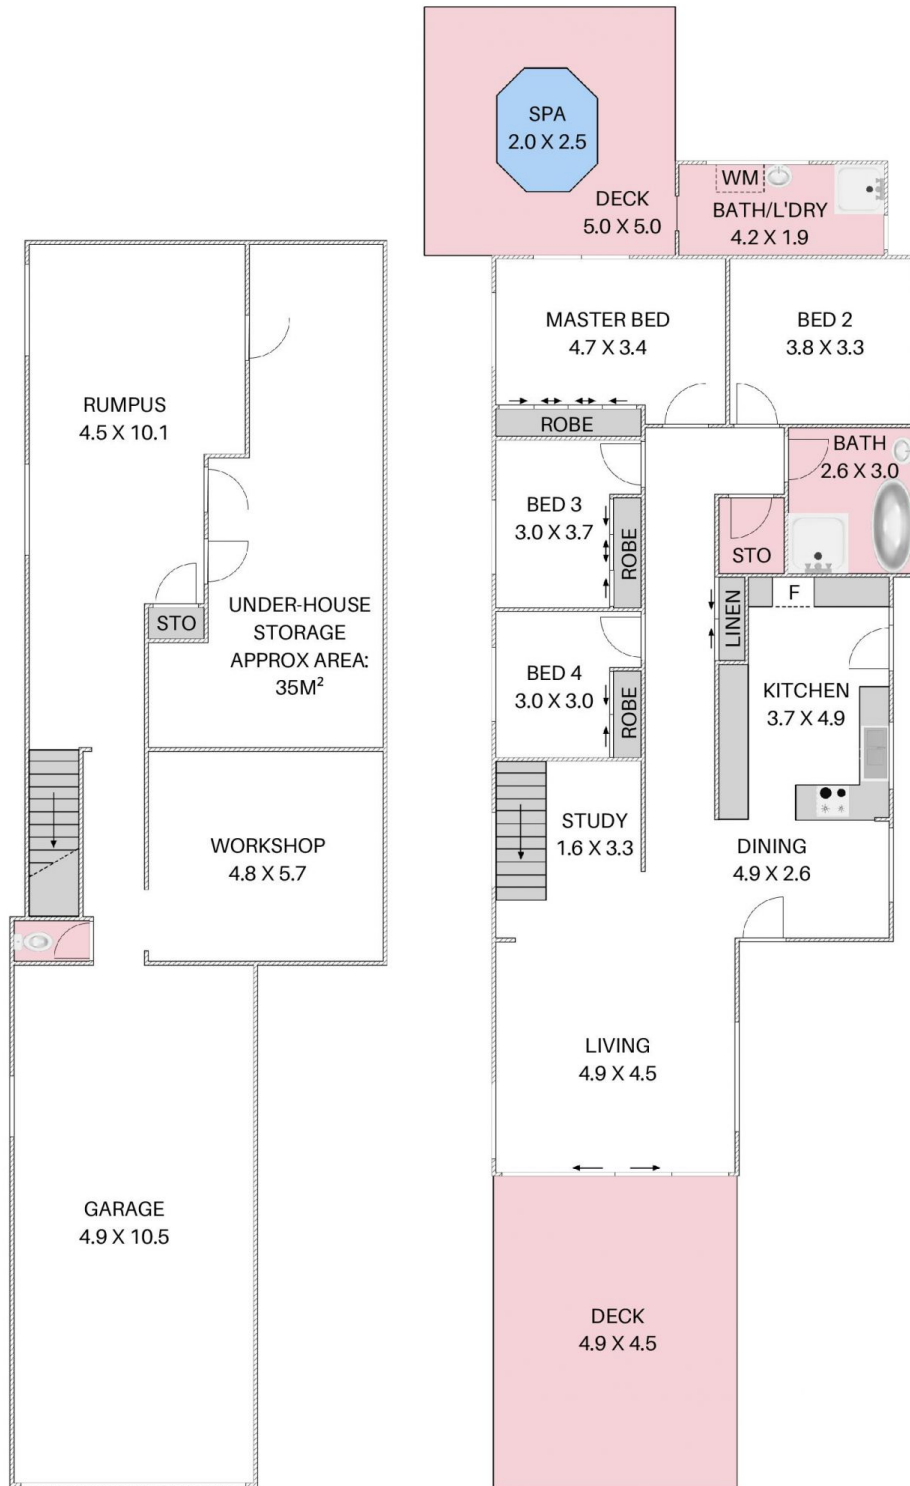 SPA
2.0 X 2.5
DECK
5.0 X 5.0
WM
BATH/L'DRY
4.2 X 1.9
MASTER BED
4.7 X 3.4
BED 2
3.8 X 3.3
ROBE
BATH
2.6 X 3.0
BED 3
3.0 X 3.7
ROBE
STO
LINEN
F
BED 4
3.0 X 3.0
ROBE
KITCHEN
3.7 X 4.9
STUDY
1.6 X 3.3
DINING
4.9 X 2.6
LIVING
4.9 X 4.5
DECK
4.9 X 4.5
RUMPUS
4.5 X 10.1
STO
UNDER-HOUSE
STORAGE
APPROX AREA:
35M²
WORKSHOP
4.8 X 5.7
GARAGE
4.9 X 10.5